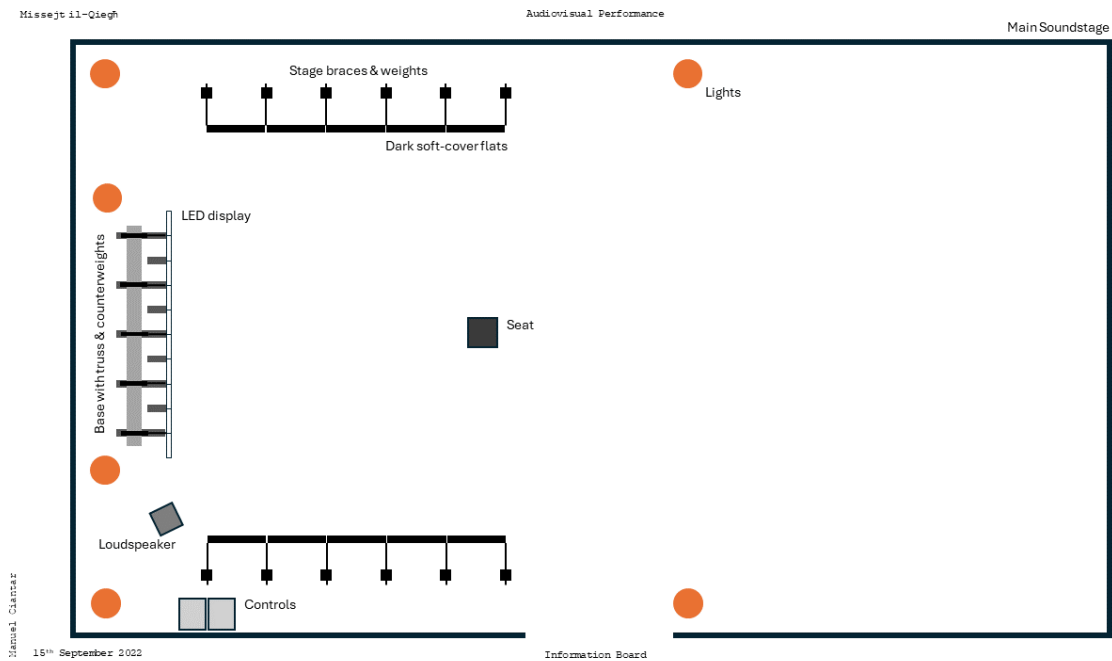 Missejt il-Qiegħ
Audiovisual Performance
Main Soundstage
Stage braces & weights
Lights
Dark soft-cover flats
LED display
Base with truss & counterweights
Seat
Loudspeaker
Controls
Manuel Ciantar
15th September 2022
Information Board